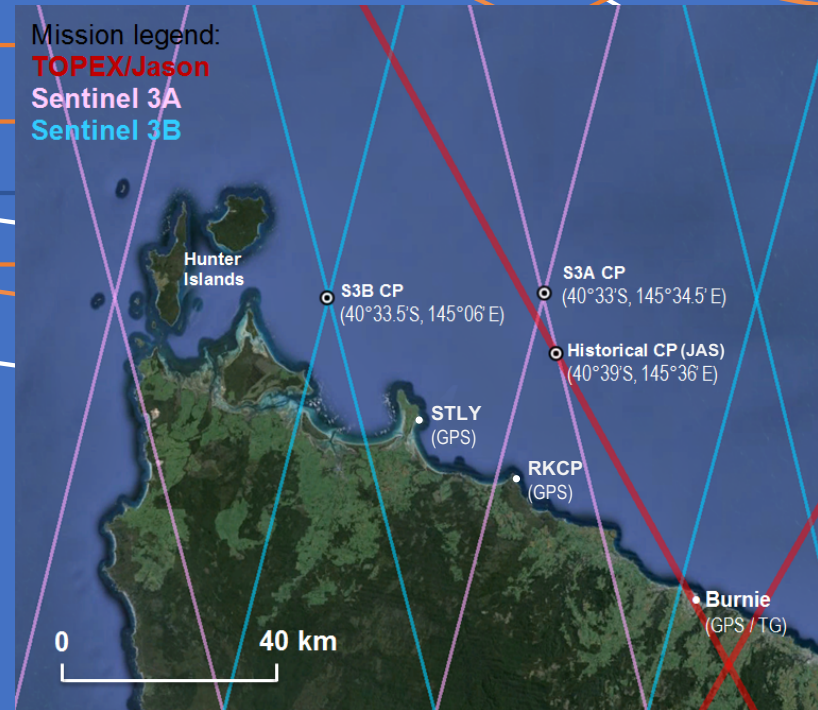 Mission legend:
TOPEX/Jason
Sentinel 3A
Sentinel 3B
Hunter
Islands
S3B CP
(40°33.5'S, 145°06' E)
S3A CP
(40°33'S, 145°34.5' E)
Historical CP (JAS)
(40°39'S, 145°36' E)
STLY
(GPS)
RKCP
(GPS)
Burnie
(GPS / TG)
0 40 km